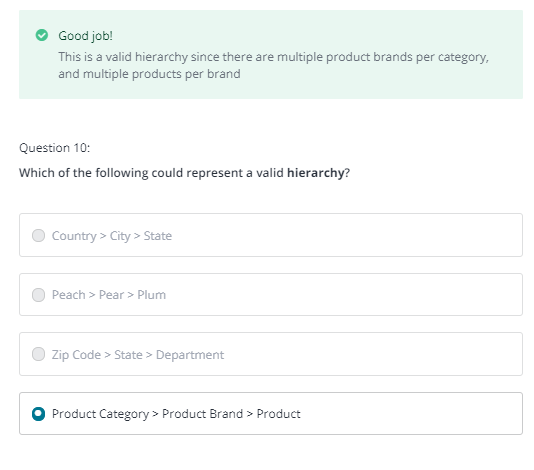 Good job!
This is a valid hierarchy since there are multiple product brands per category,
and multiple products per brand
Question 10:
Which of the following could represent a valid hierarchy?
Country > City > State
Peach > Pear > Plum
Zip Code > State > Department
Product Category > Product Brand > Product